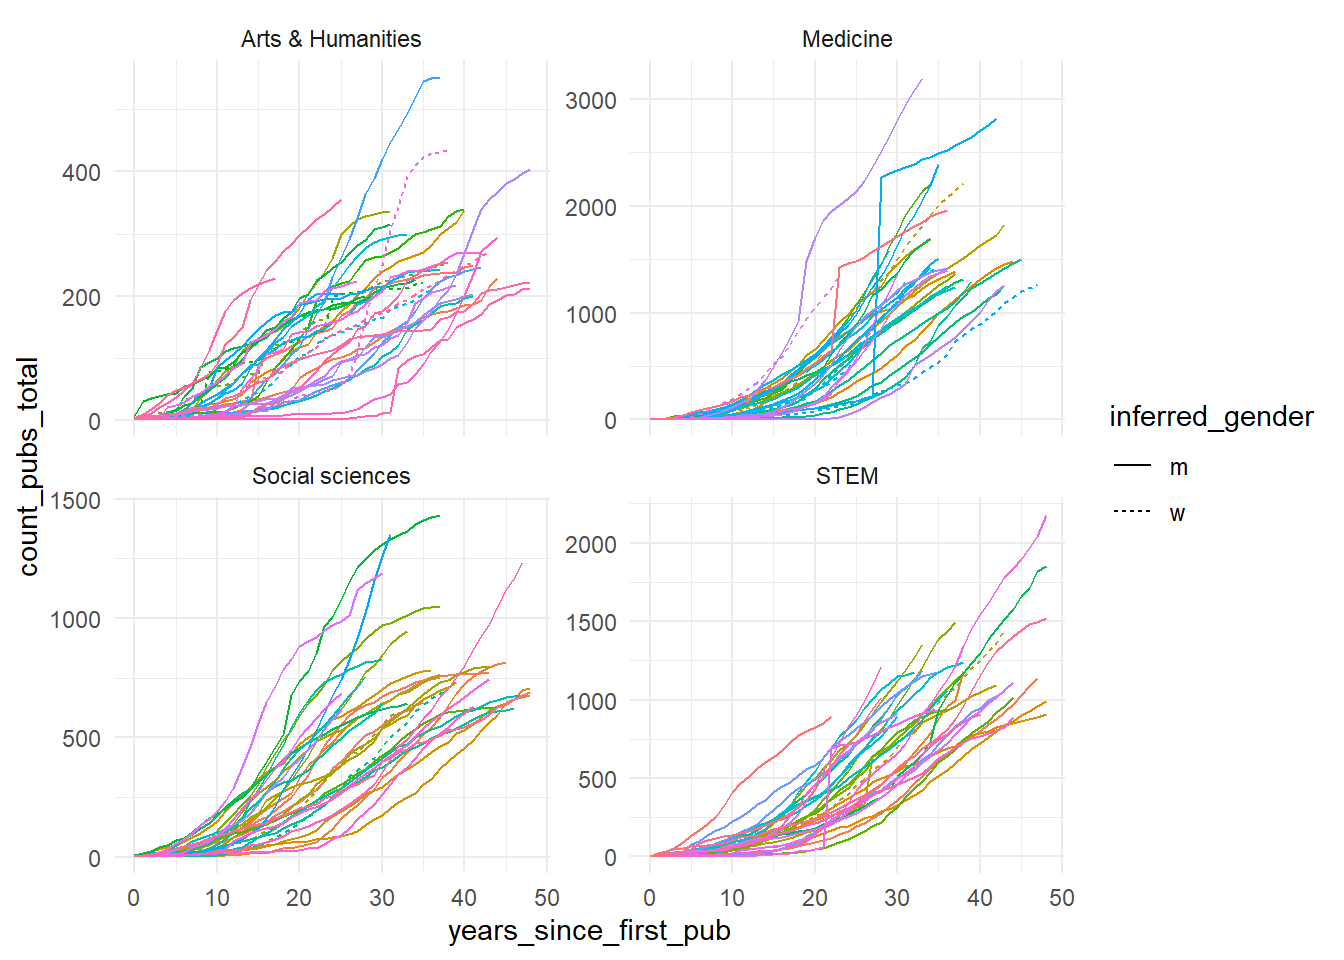 Arts & Humanities
Medicine
400
200
0
3000
2000
1000
0
Social sciences
STEM
1500
1000
500
0
2000
1500
1000
500
0
0 10 20 30 40 50
0 10 20 30 40 50
years_since_first_pub
count_pubs_total
inferred_gender
m
w